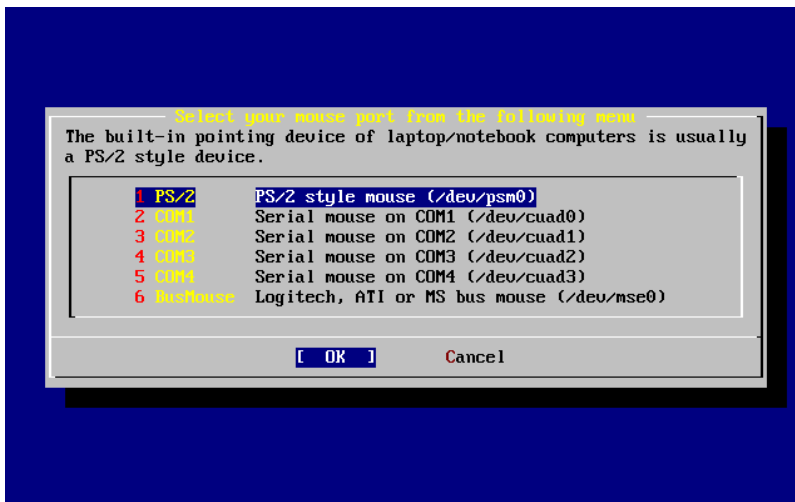 Select your mouse port from the following menu
The built-in pointing device of laptop/notebook computers is usually
a PS/2 style device.
1 PS/2 PS/2 style mouse (/dev/psm0)
2 COM1 Serial mouse on COM1 (/dev/cuad0)
3 COM2 Serial mouse on COM2 (/dev/cuad1)
4 COM3 Serial mouse on COM3 (/dev/cuad2)
5 COM4 Serial mouse on COM4 (/dev/cuad3)
6 BusMouse Logitech, ATI or MS bus mouse (/dev/mse0)
[ OK ] Cancel